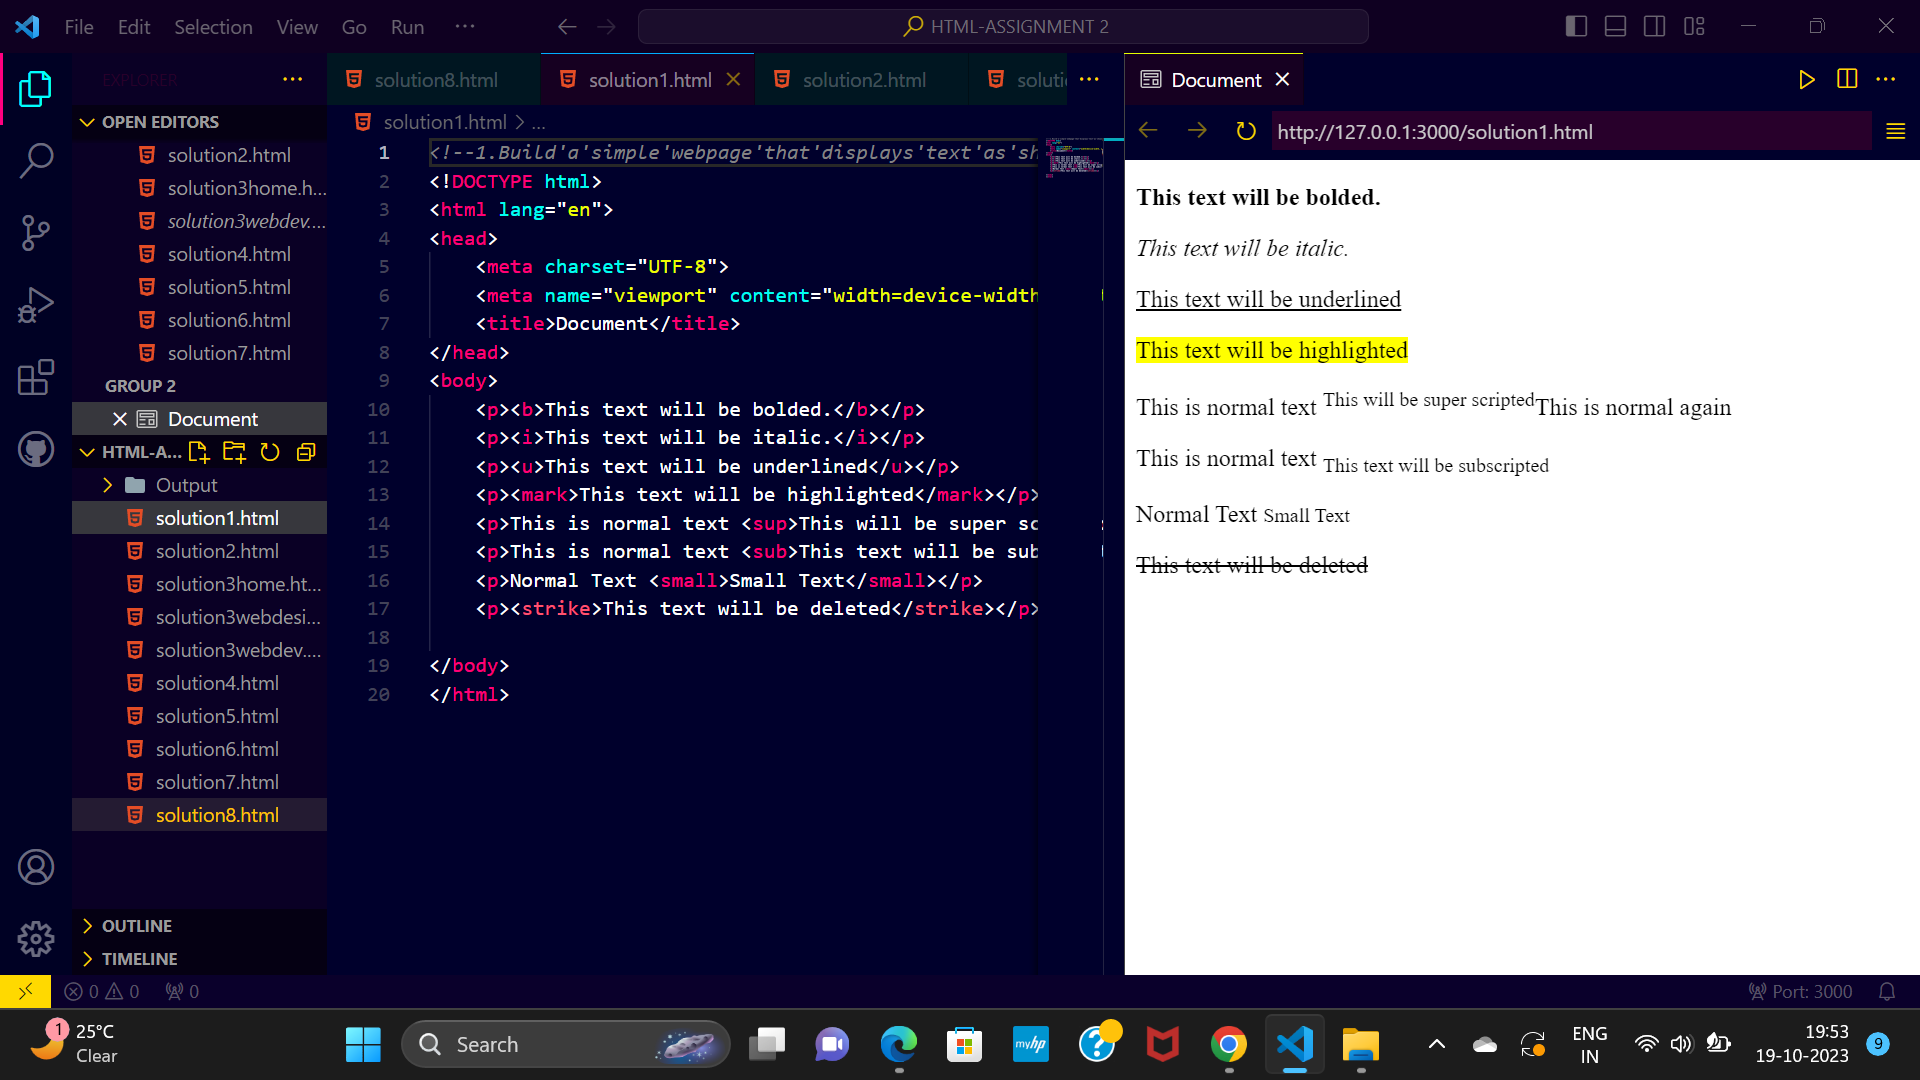 File Edit Selection View Go Run ...
HTML-ASSIGNMENT 2
EXPLORER ...
OPEN EDITORS
solution2.html
solution3home.h...
solution3webdev....
solution4.html
solution5.html
solution6.html
solution7.html
GROUP 2
Document
HTML-A...
Output
solution1.html
solution2.html
solution3home.ht...
solution3webdesi...
solution3webdev....
solution4.html
solution5.html
solution6.html
solution7.html
solution8.html
OUTLINE
TIMELINE
solution8.html solution1.html solution2.html soluti ...
solution1.html > ...
1 <!--1.Build'a'simple'webpage'that'displays'text'as'sh
2 <!DOCTYPE html>
3 <html lang="en">
4 <head>
5 <meta charset="UTF-8">
6 <meta name="viewport" content="width=device-width
7 <title>Document</title>
8 </head>
9 <body>
10 <p><b>This text will be bolded.</b></p>
11 <p><i>This text will be italic.</i></p>
12 <p><u>This text will be underlined</u></p>
13 <p><mark>This text will be highlighted</mark></p>
14 <p>This is normal text <sup>This will be super sc
15 <p>This is normal text <sub>This text will be sub
16 <p>Normal Text <small>Small Text</small></p>
17 <p><strike>This text will be deleted</strike></p>
18
19 </body>
20 </html>
Document
http://127.0.0.1:3000/solution1.html
This text will be bolded.
This text will be italic.
This text will be underlined
This text will be highlighted
This is normal text This will be super scriptedThis is normal again
This is normal text This text will be subscripted
Normal Text Small Text
This text will be deleted
0 0 0
Port: 3000
1 25°C
Clear
Search
myhp
?
ENG
IN
19:53
19-10-2023
9